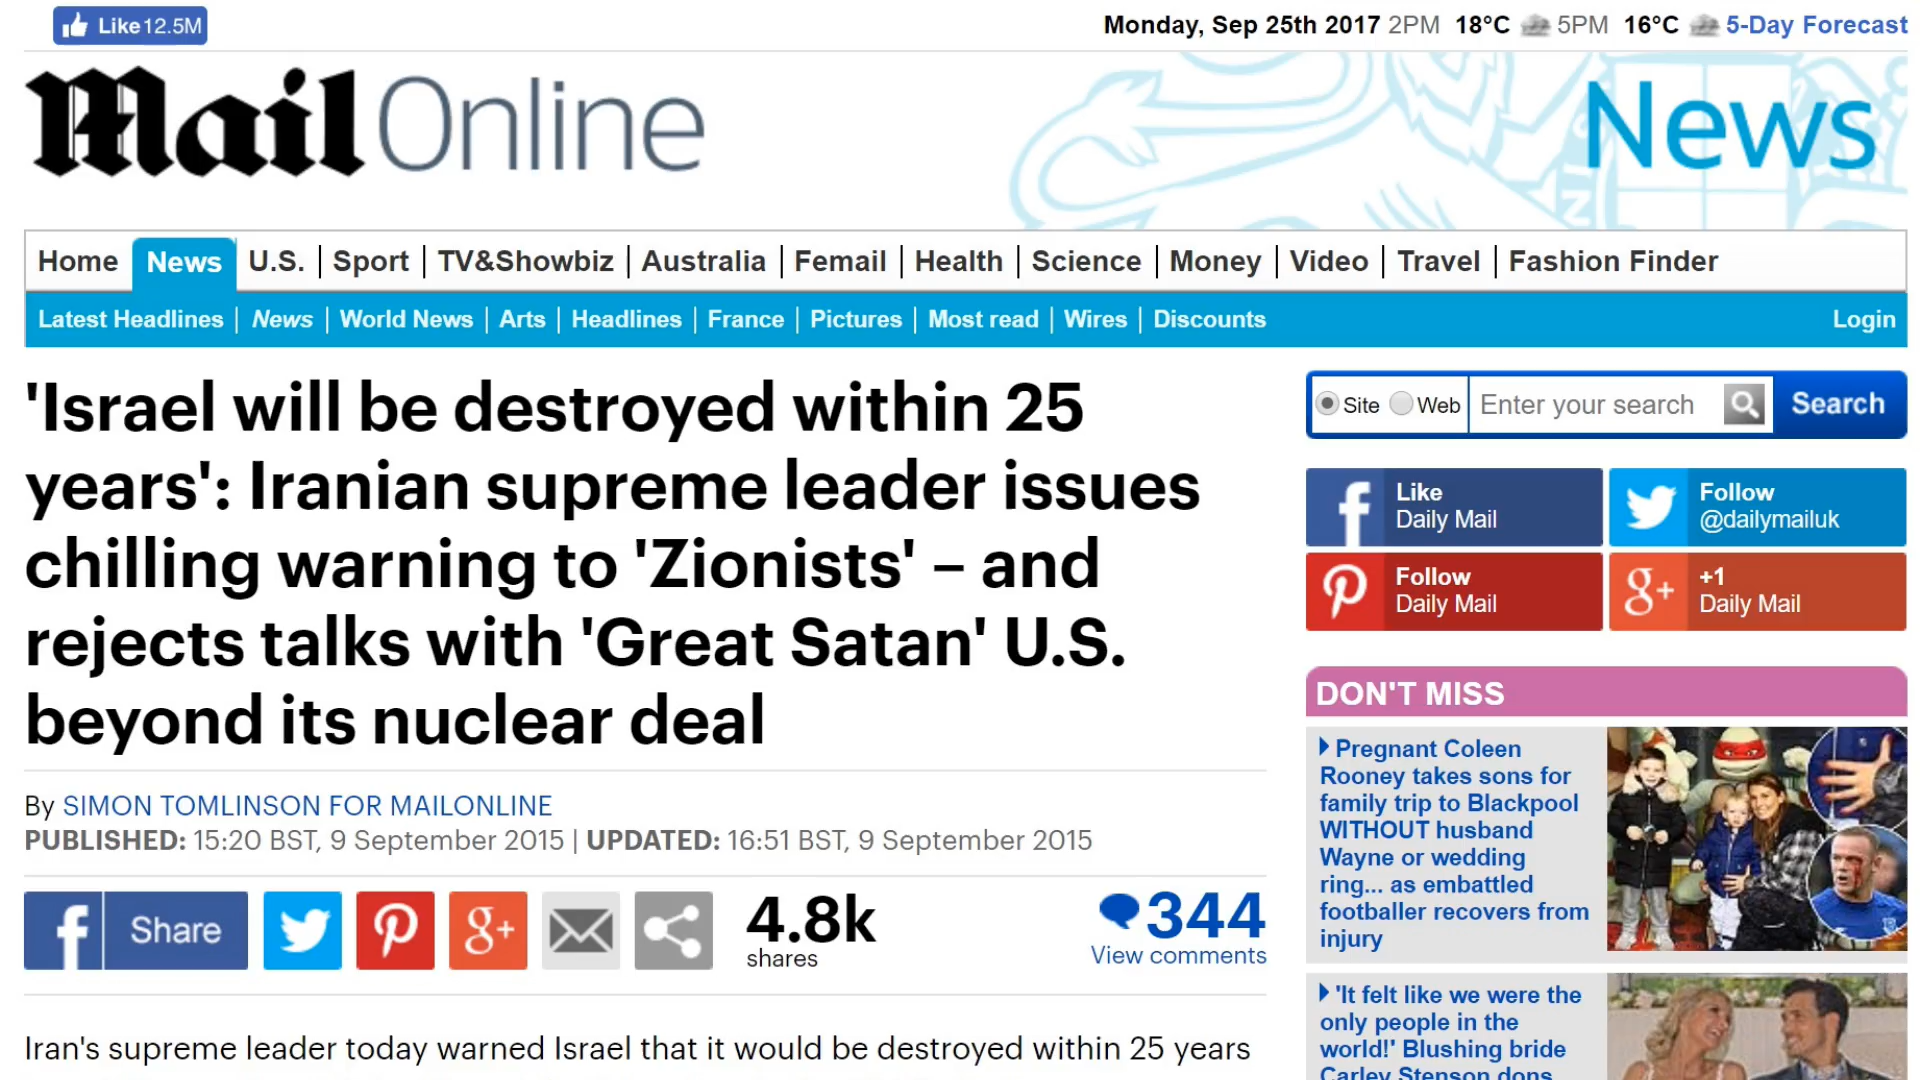 Like 12.5M
Monday, Sep 25th 2017 2PM 18°C 5PM 16°C 5-Day Forecast
Mail Online
News
Home News U.S. Sport TV&Showbiz Australia Femail Health Science Money Video Travel Fashion Finder
Latest Headlines News World News Arts Headlines France Pictures Most read Wires Discounts Login
'Israel will be destroyed within 25
years': Iranian supreme leader issues
chilling warning to 'Zionists' – and
rejects talks with 'Great Satan' U.S.
beyond its nuclear deal
By SIMON TOMLINSON FOR MAILONLINE
PUBLISHED: 15:20 BST, 9 September 2015 | UPDATED: 16:51 BST, 9 September 2015
Share
4.8k
shares
344
View comments
Iran's supreme leader today warned Israel that it would be destroyed within 25 years
Site Web Enter your search Search
Like
Daily Mail
Follow
@dailymailuk
Follow
Daily Mail
+1
Daily Mail
DON'T MISS
Pregnant Coleen
Rooney takes sons for
family trip to Blackpool
WITHOUT husband
Wayne or wedding
ring... as embattled
footballer recovers from
injury
'It felt like we were the
only people in the
world!' Blushing bride
Carley Stenson dons